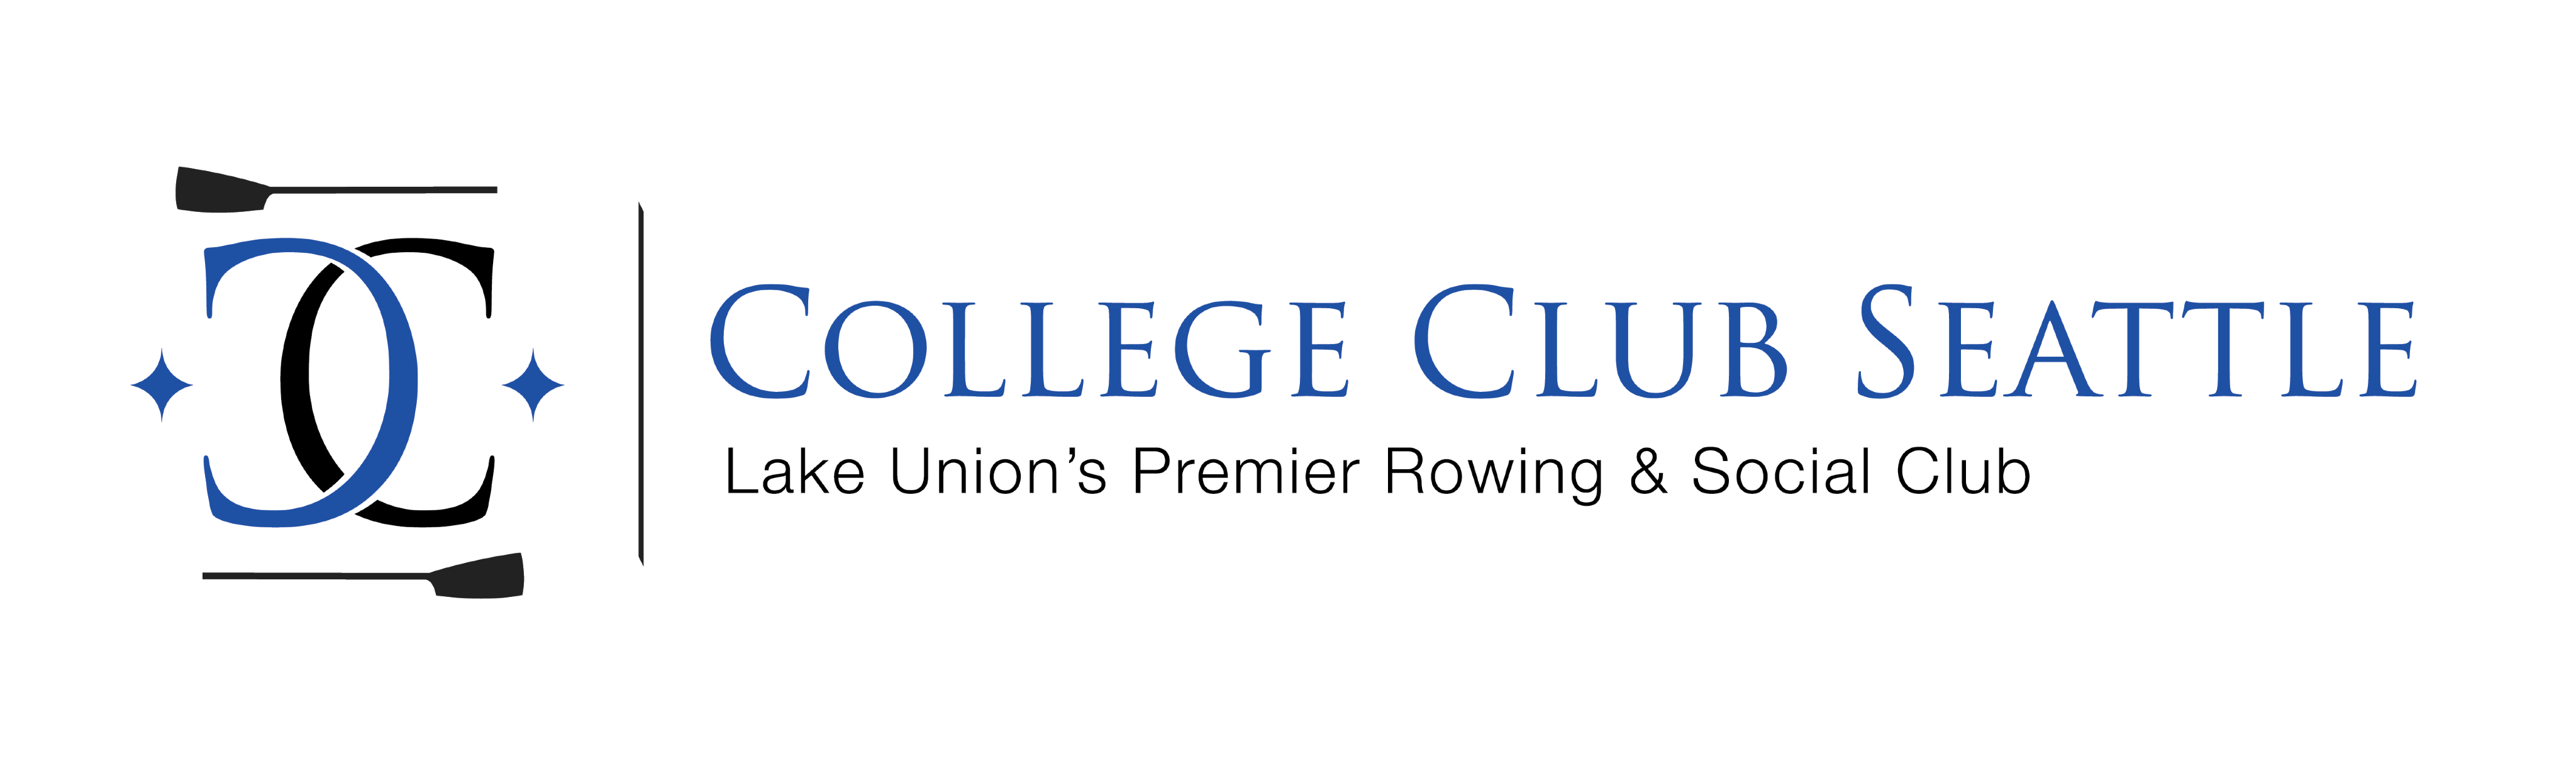 COLLEGE CLUB SEATTLE
Lake Union’s Premier Rowing & Social Club